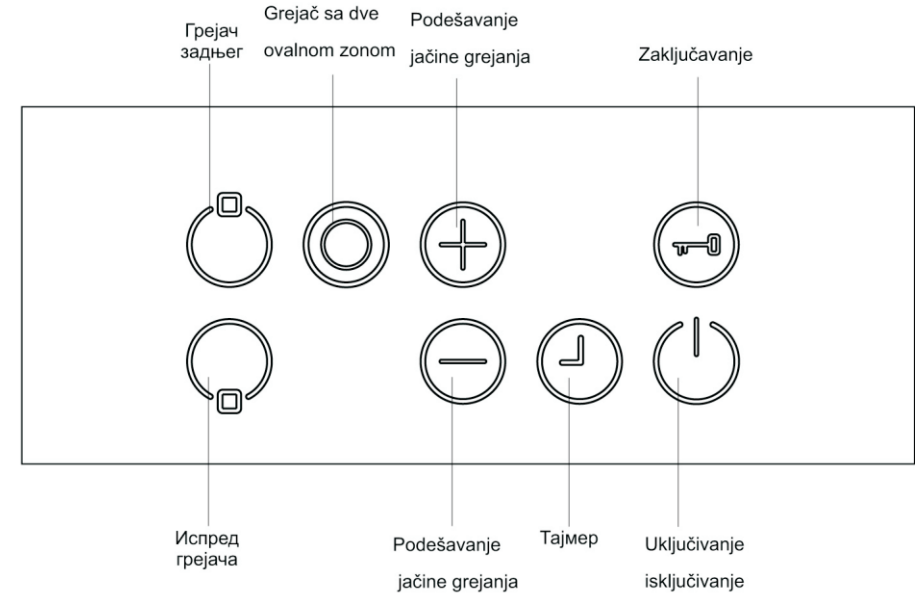 Грејач
задњег
Grejač sa dve
ovalnom zonom
Podešavanje
jačine grejanja
Zaključavanje
Испред
грејача
Podešavanje
jačine grejanja
Тајмер
Uključivanje
isključivanje